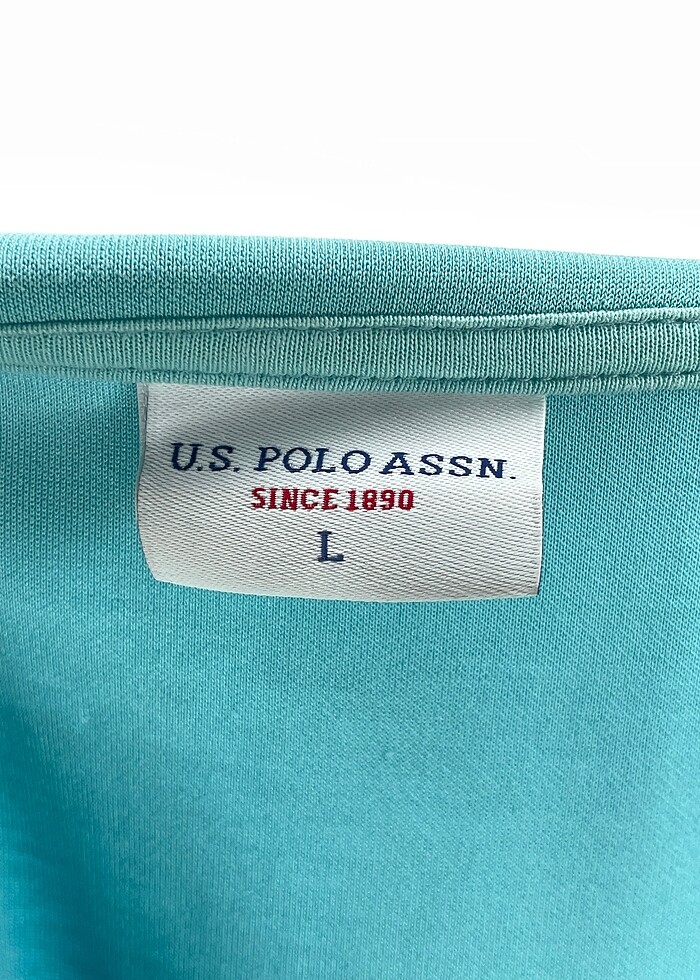 U.S. POLO ASSN.
SINCE 1890
L